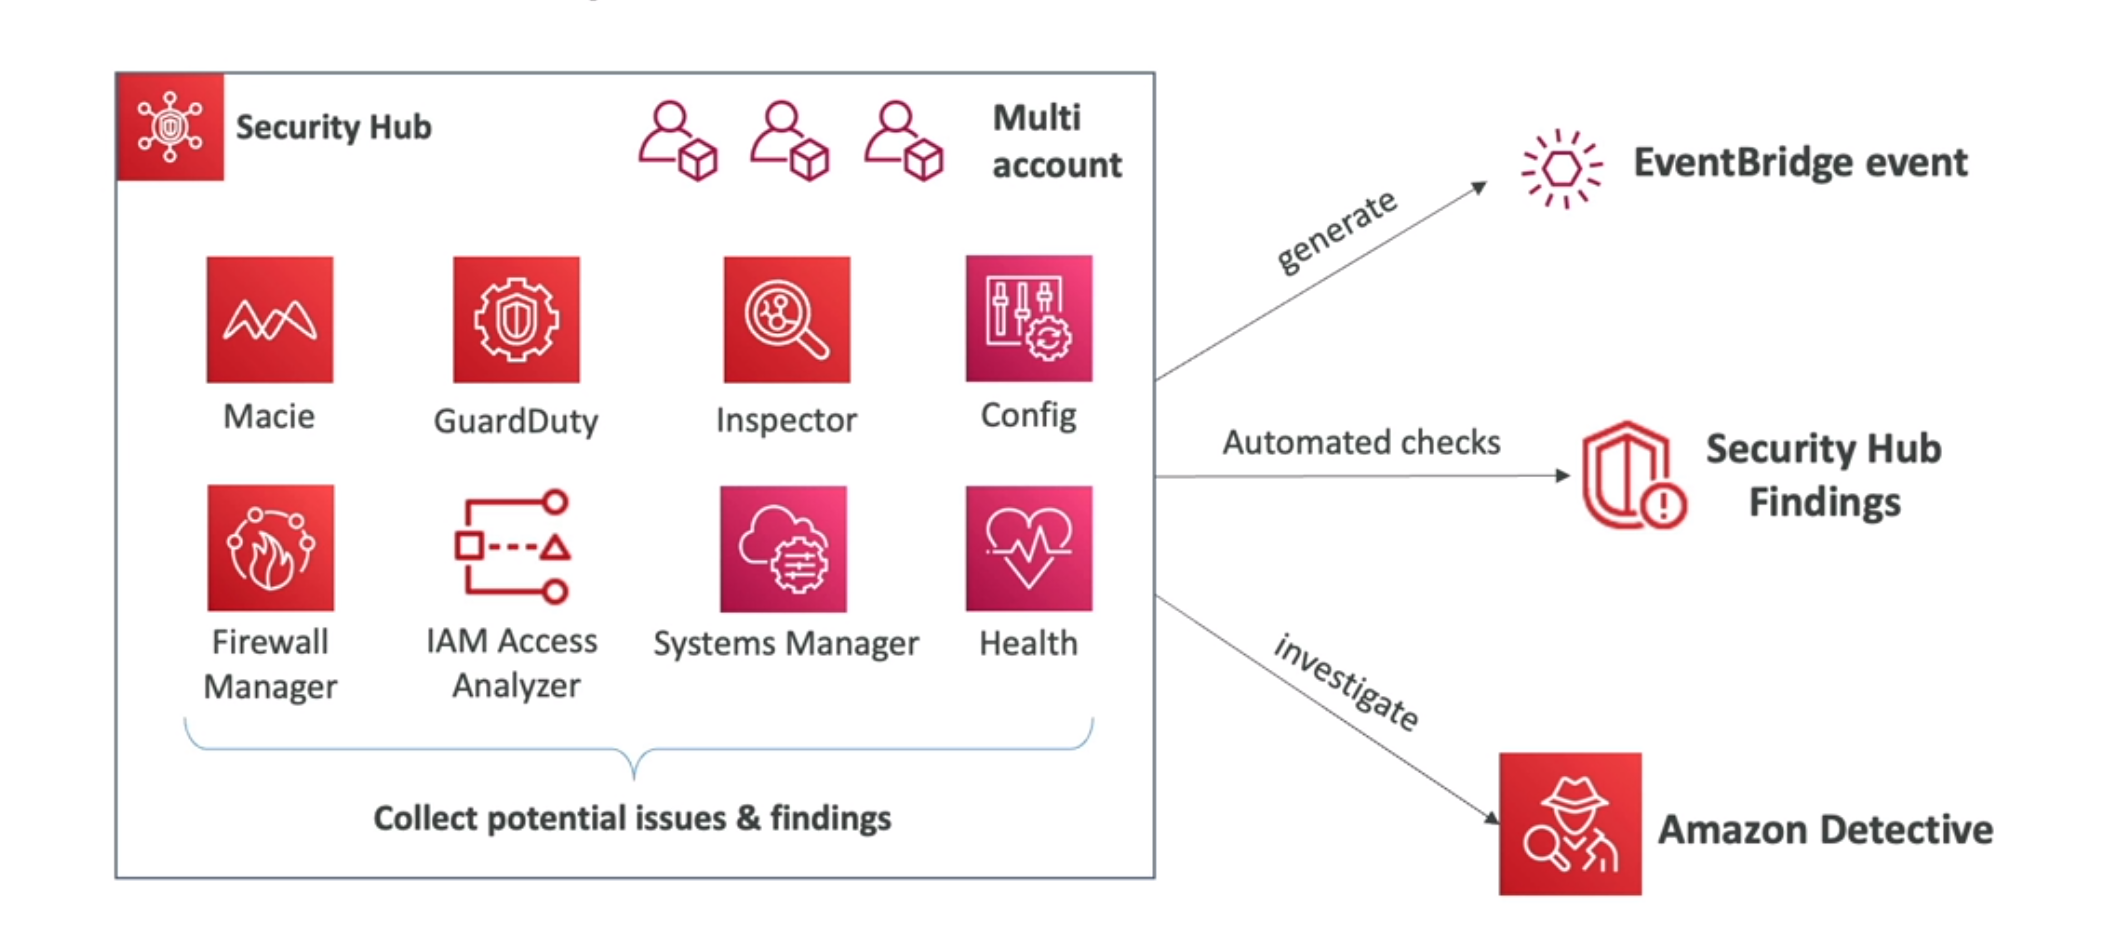 Security Hub
Multi
account
Macie
GuardDuty
Inspector
Config
Firewall
Manager
IAM Access
Analyzer
Systems Manager
Health
Collect potential issues & findings
generate
EventBridge event
Automated checks
Security Hub
Findings
investigate
Amazon Detective